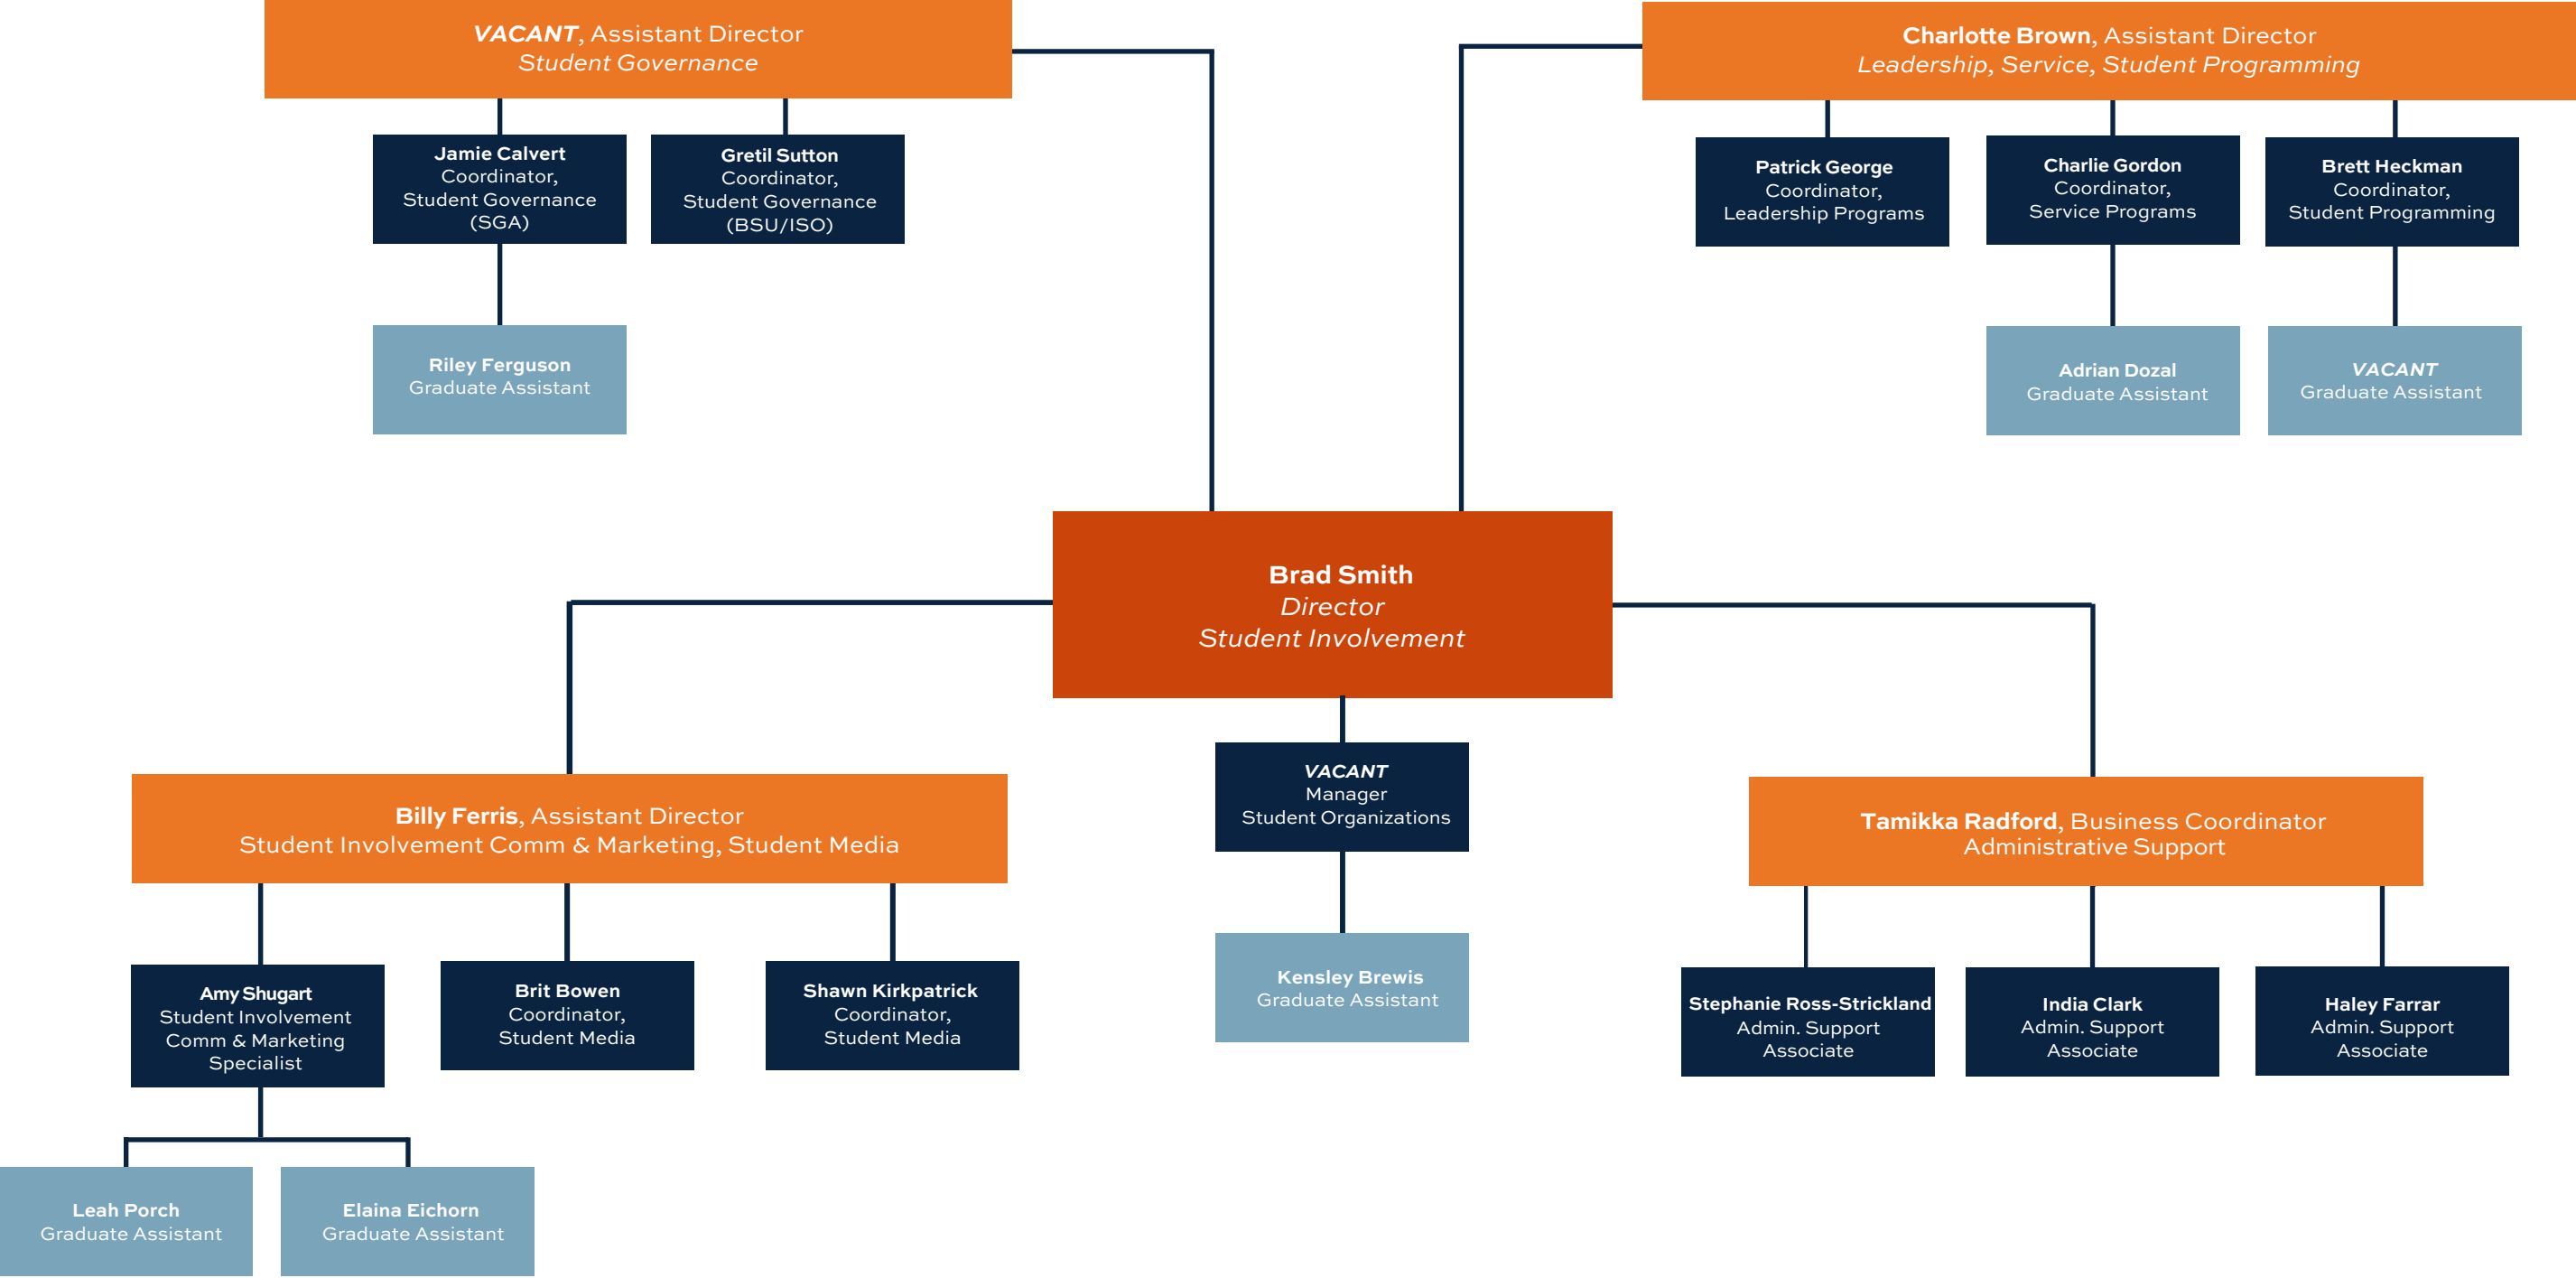 VACANT, Assistant Director
Student Governance
Charlotte Brown, Assistant Director
Leadership, Service, Student Programming
Jamie Calvert
Coordinator,
Student Governance
(SGA)
Gretil Sutton
Coordinator,
Student Governance
(BSU/ISO)
Patrick George
Coordinator,
Leadership Programs
Charlie Gordon
Coordinator,
Service Programs
Brett Heckman
Coordinator,
Student Programming
Riley Ferguson
Graduate Assistant
Adrian Dozal
Graduate Assistant
VACANT
Graduate Assistant
Brad Smith
Director
Student Involvement
Billy Ferris, Assistant Director
Student Involvement Comm & Marketing, Student Media
VACANT
Manager
Student Organizations
Tamikka Radford, Business Coordinator
Administrative Support
Amy Shugart
Student Involvement
Comm & Marketing
Specialist
Brit Bowen
Coordinator,
Student Media
Shawn Kirkpatrick
Coordinator,
Student Media
Kensley Brewis
Graduate Assistant
Stephanie Ross-Strickland
Admin. Support
Associate
India Clark
Admin. Support
Associate
Haley Farrar
Admin. Support
Associate
Leah Porch
Graduate Assistant
Elaina Eichorn
Graduate Assistant